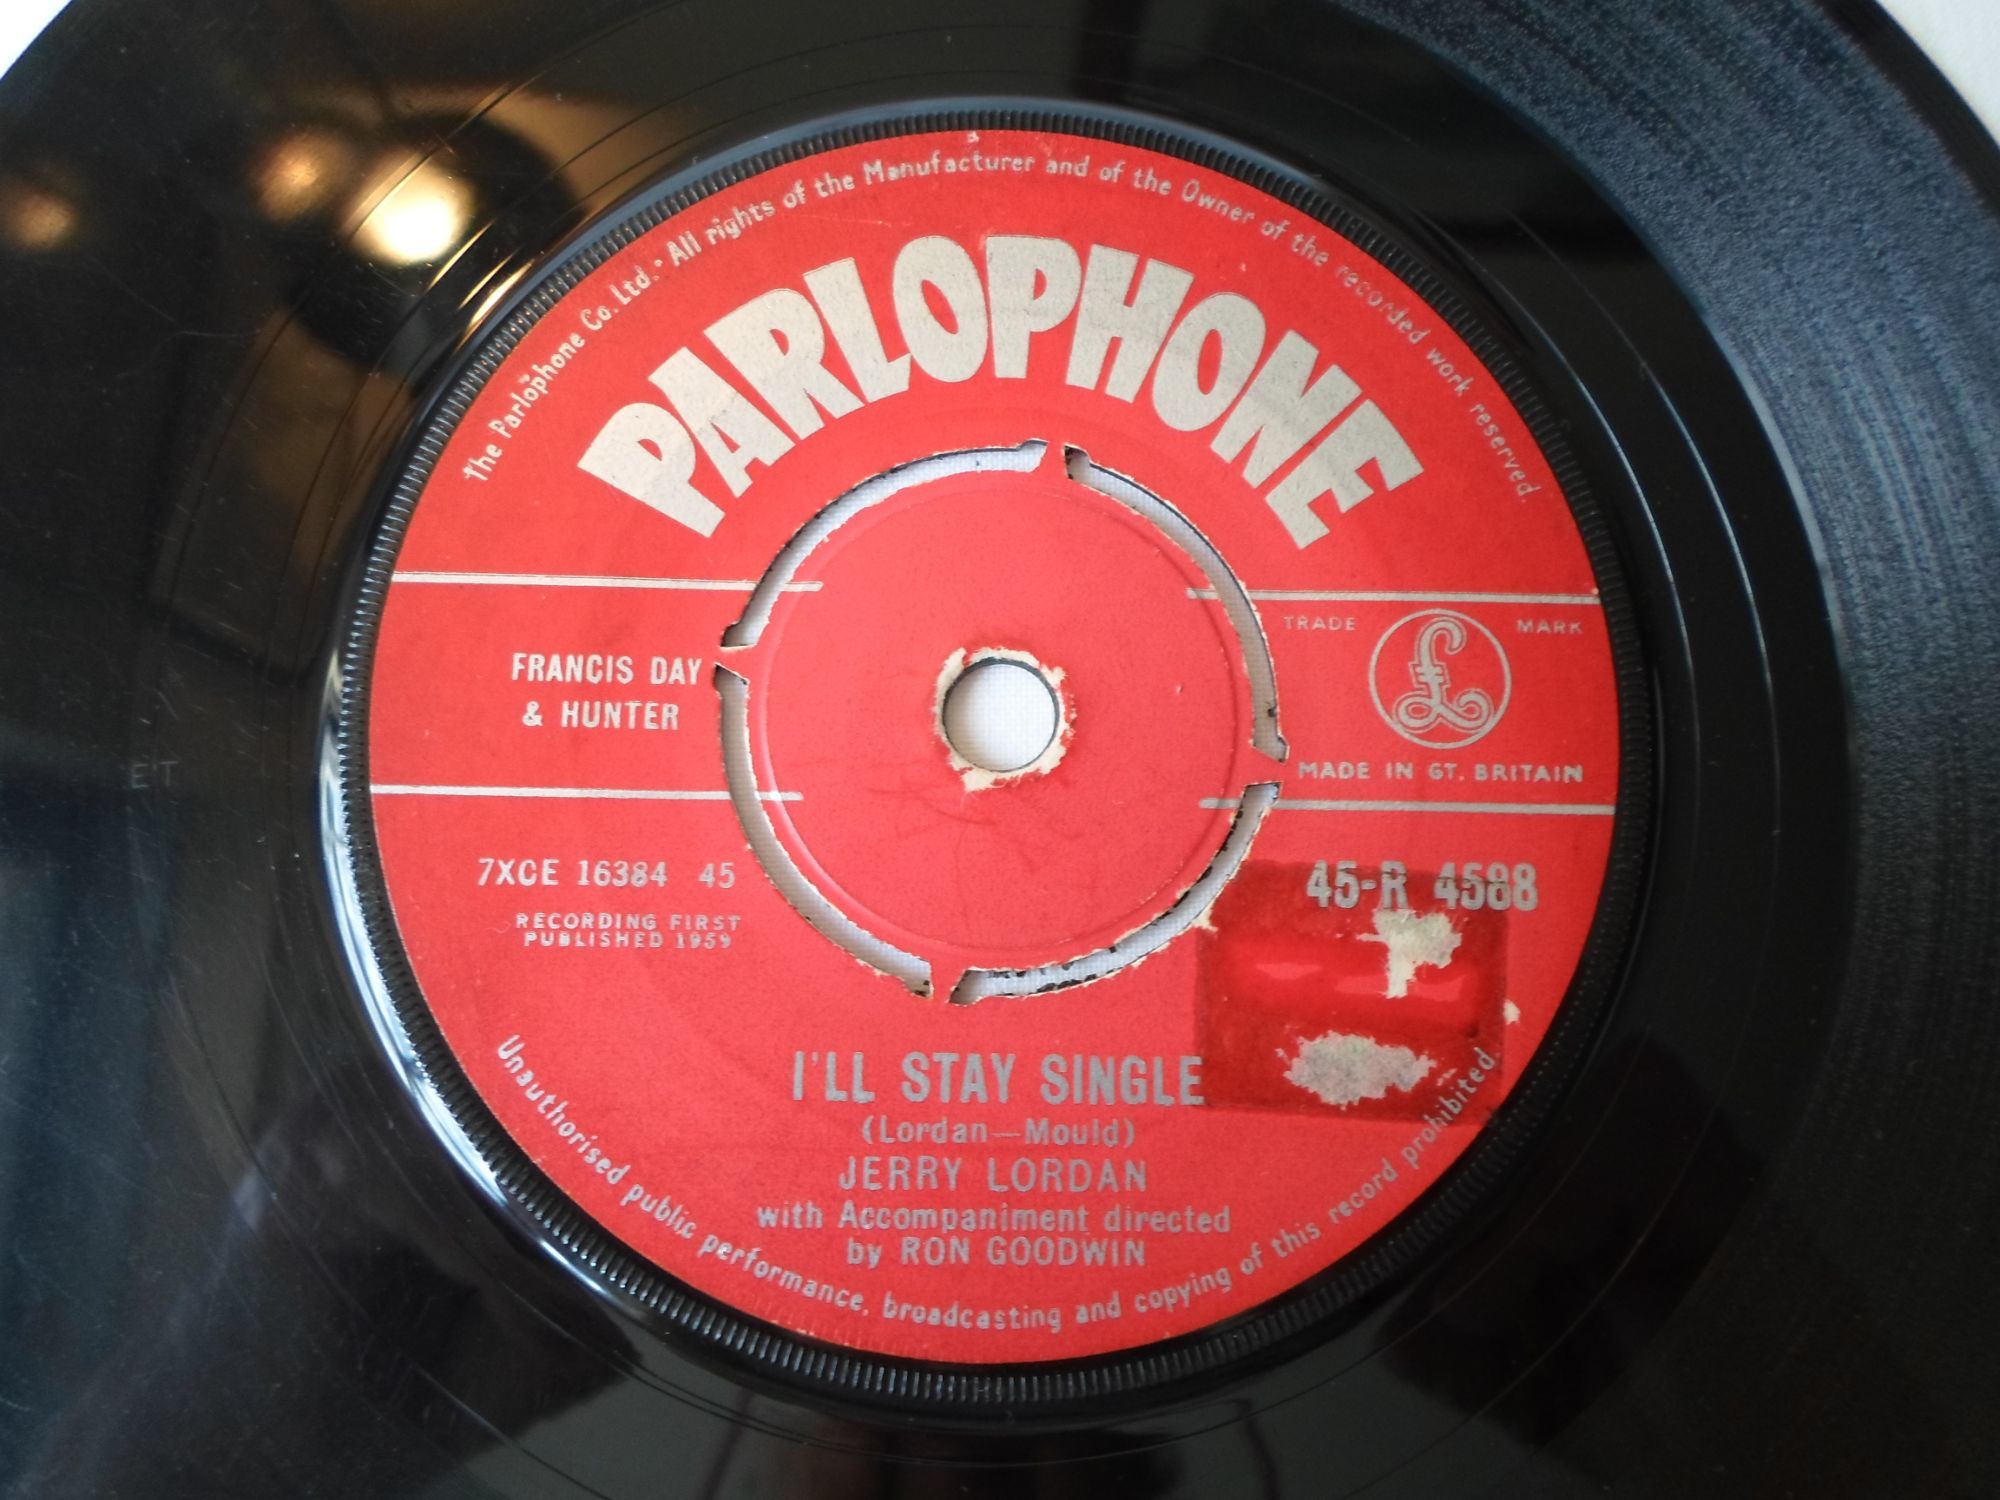 The Parlophone Co. Ltd. · All rights of the Manufacturer and of the Owner of the recorded work reserved.
PARLOPHONE
TRADE MARK
£
FRANCIS DAY
& HUNTER
MADE IN GT. BRITAIN
7XCE 16384 45
45-R 4588
RECORDING FIRST
PUBLISHED 1959
I'LL STAY SINGLE
(Lordan—Mould)
JERRY LORDAN
with Accompaniment directed
by RON GOODWIN
Unauthorised public performance, broadcasting and copying of this record prohibited.
ET